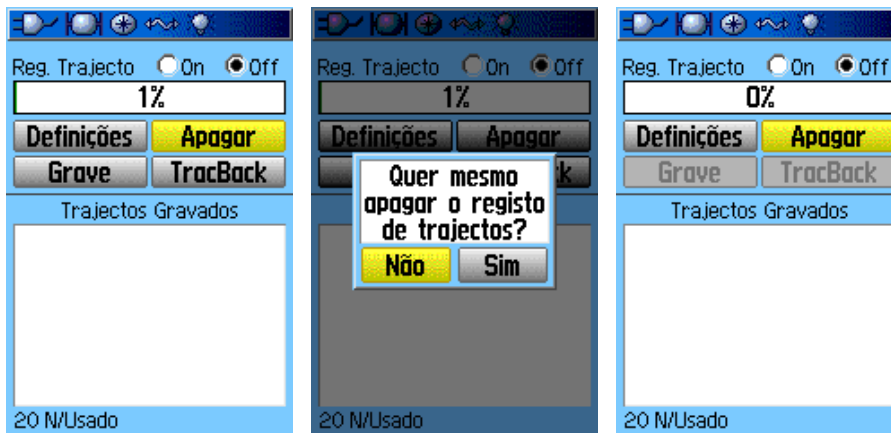 Reg. Trajecto On Off
1%
Definições Apagar
Grave TracBack
Trajectos Gravados
20 N/Usado
Reg. Trajecto On Off
1%
Definições Apagar
k
Quer mesmo
apagar o registo
de trajectos?
Não Sim
20 N/Usado
Reg. Trajecto On Off
0%
Definições Apagar
Grave TracBack
Trajectos Gravados
20 N/Usado